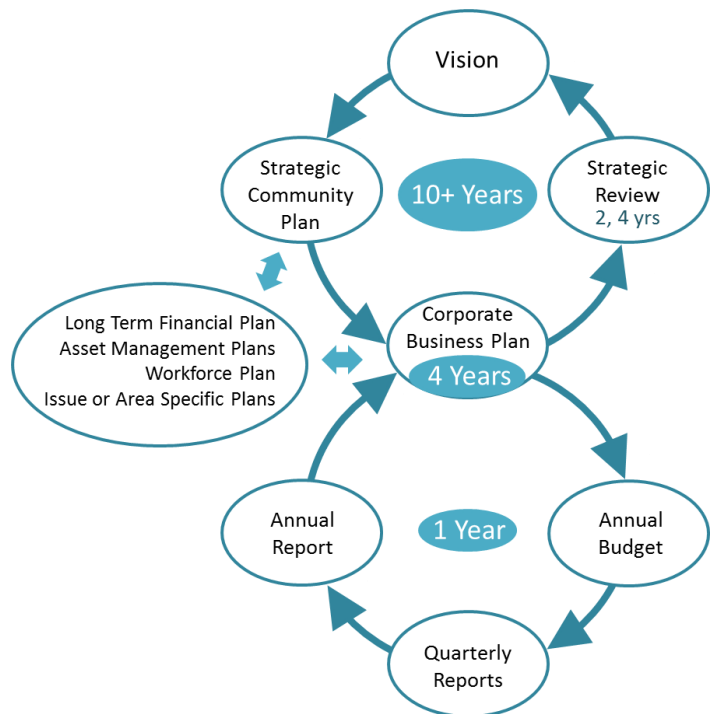 Vision
Strategic
Community
Plan
10+ Years
Strategic
Review
2, 4 yrs
Long Term Financial Plan
Asset Management Plans
Workforce Plan
Issue or Area Specific Plans
Corporate
Business Plan
4 Years
Annual
Report
1 Year
Annual
Budget
Quarterly
Reports